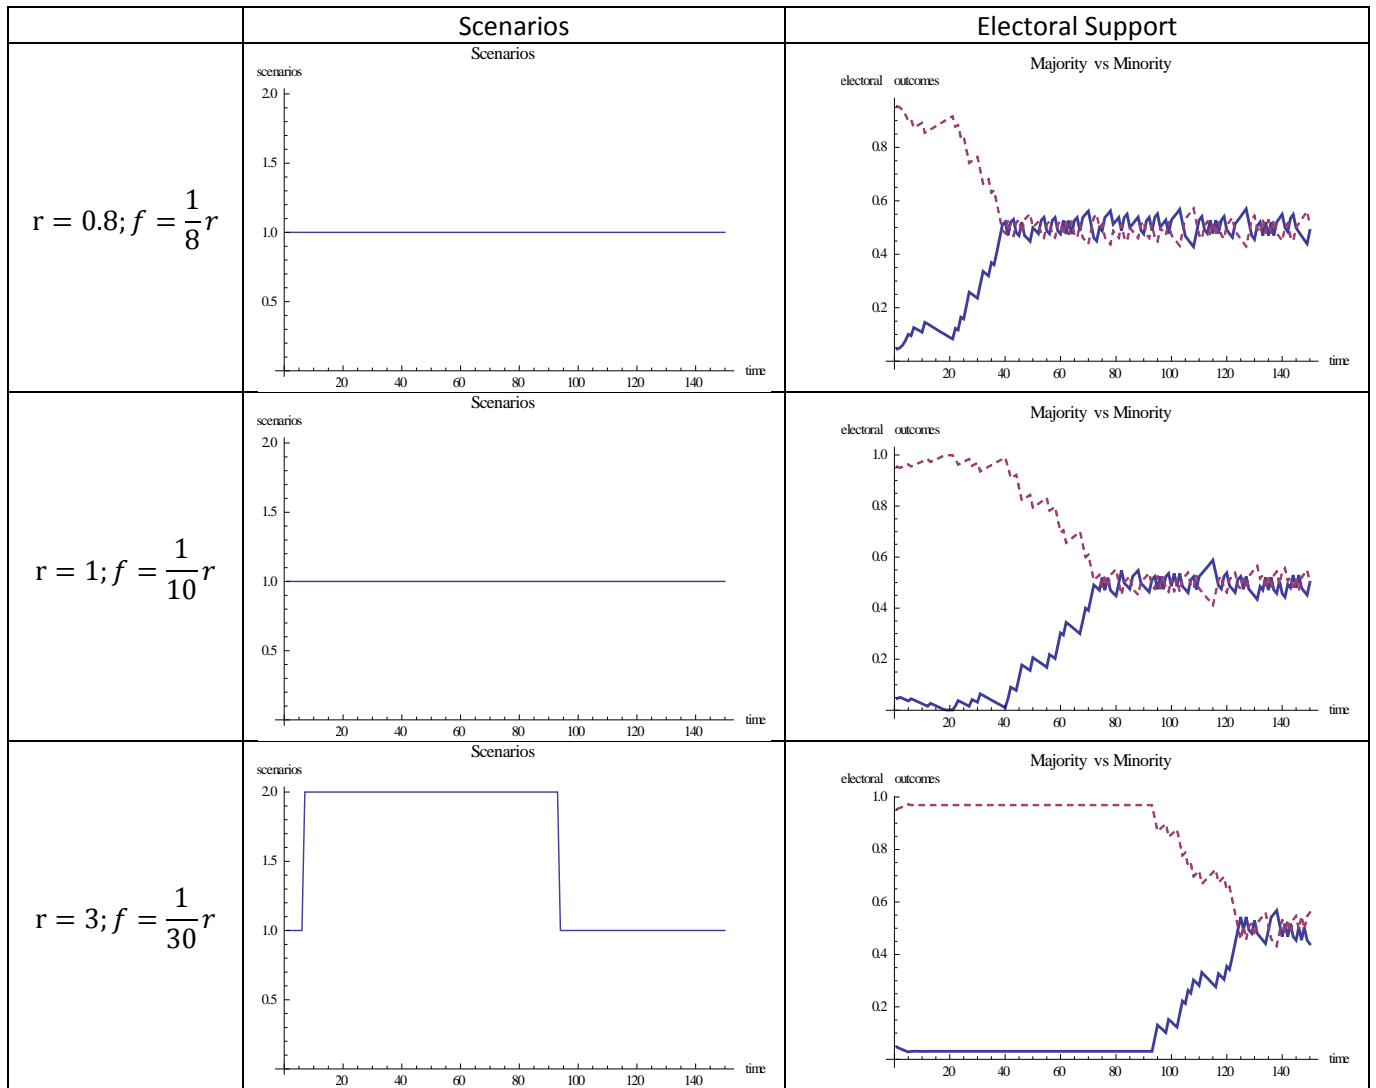 Scenarios
Electoral Support
r = 0.8; f = 1/8 r
Scenarios
scenarios
2.0
1.5
1.0
0.5
20 40 60 80 100 120 140
time
Majority vs Minority
electoral outcomes
0.8
0.6
0.4
0.2
20 40 60 80 100 120 140
time
r = 1; f = 1/10 r
Scenarios
scenarios
2.0
1.5
1.0
0.5
20 40 60 80 100 120 140
time
Majority vs Minority
electoral outcomes
1.0
0.8
0.6
0.4
0.2
20 40 60 80 100 120 140
time
r = 3; f = 1/30 r
Scenarios
scenarios
2.0
1.5
1.0
0.5
20 40 60 80 100 120 140
time
Majority vs Minority
electoral outcomes
1.0
0.8
0.6
0.4
0.2
20 40 60 80 100 120 140
time